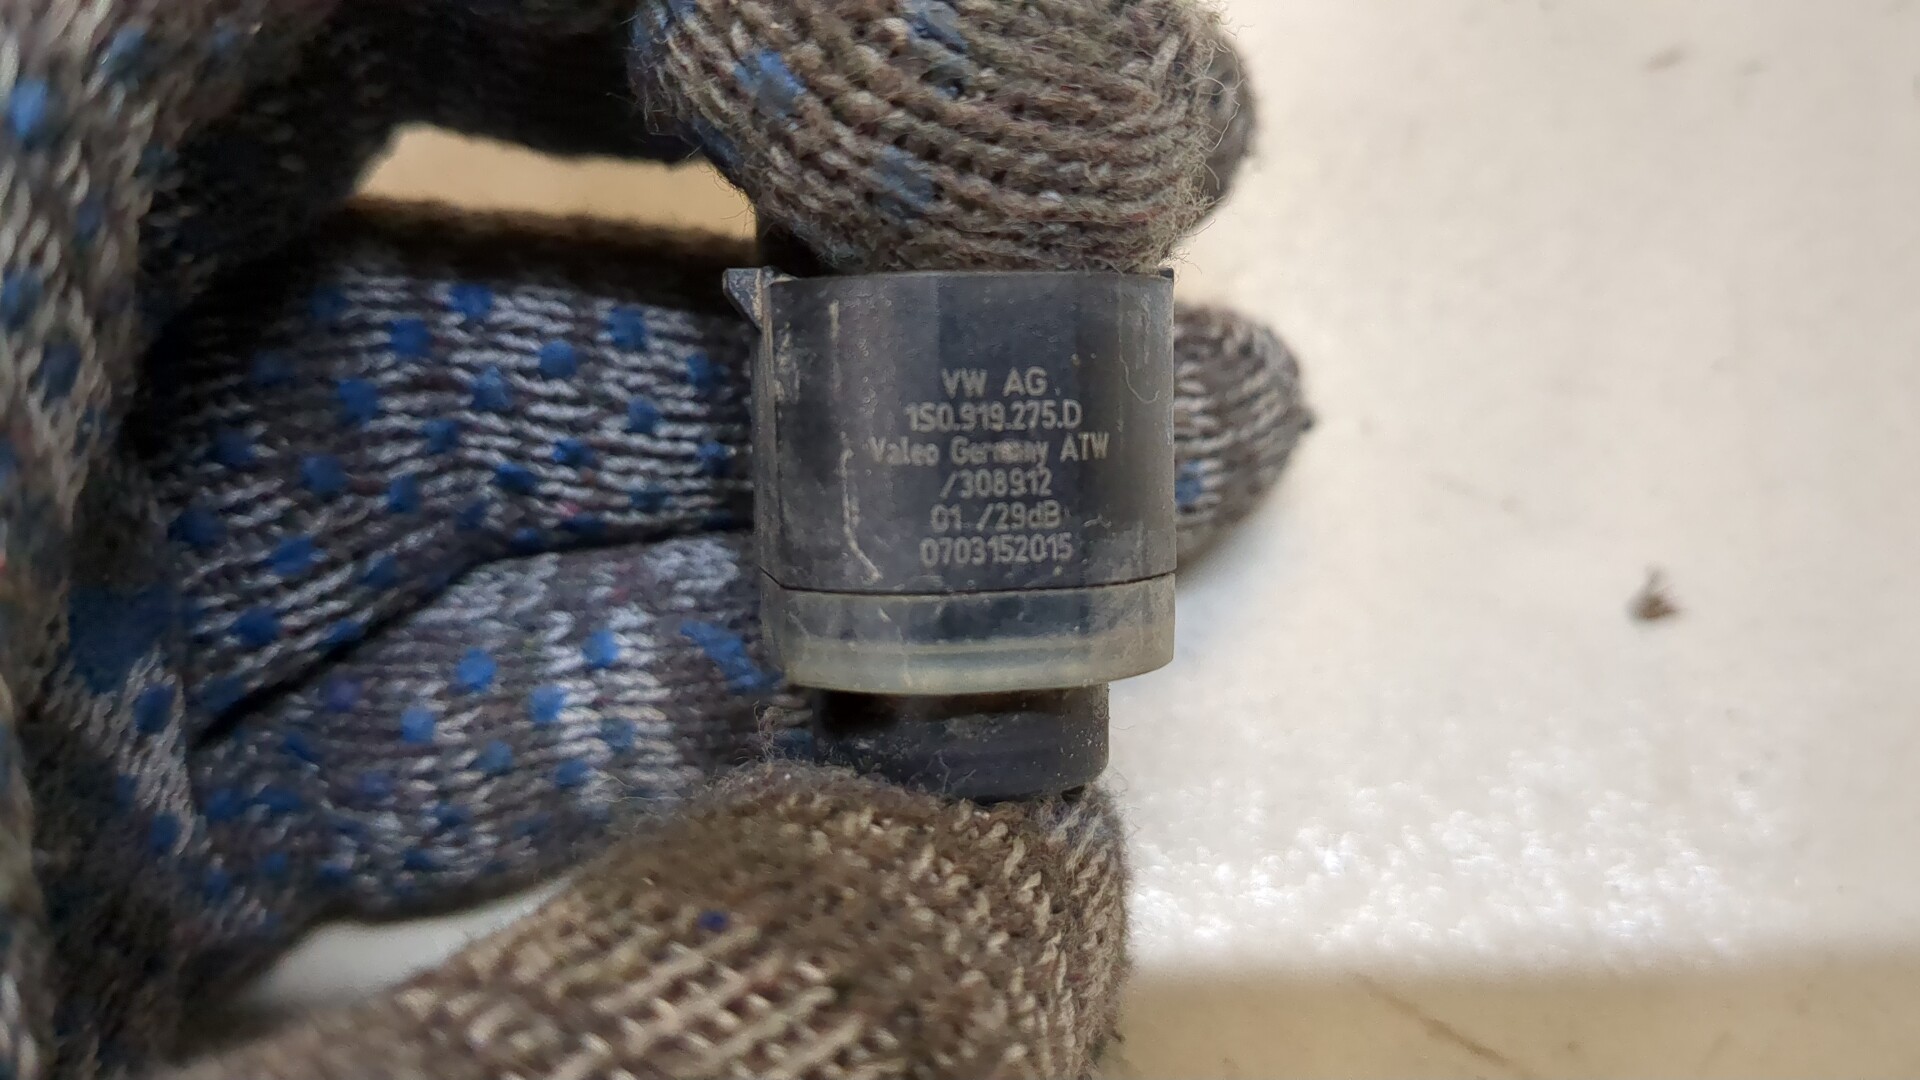 VW AG
1S0.919.275.D
Valeo Germany ATW
/308912
01 /29dB
0703152015